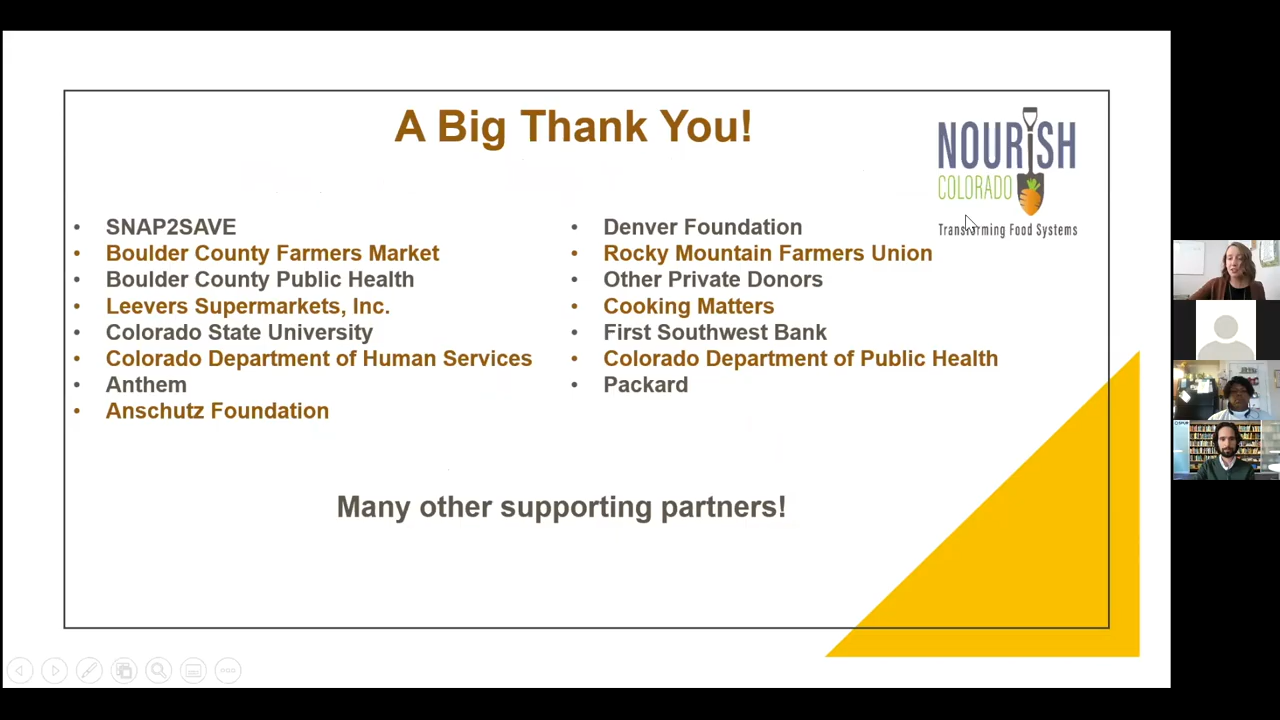 A Big Thank You!
NOURISH
COLORADO
Transforming Food Systems
SNAP2SAVE
Boulder County Farmers Market
Boulder County Public Health
Leevers Supermarkets, Inc.
Colorado State University
Colorado Department of Human Services
Anthem
Anschutz Foundation
Denver Foundation
Rocky Mountain Farmers Union
Other Private Donors
Cooking Matters
First Southwest Bank
Colorado Department of Public Health
Packard
Many other supporting partners!
SPUR